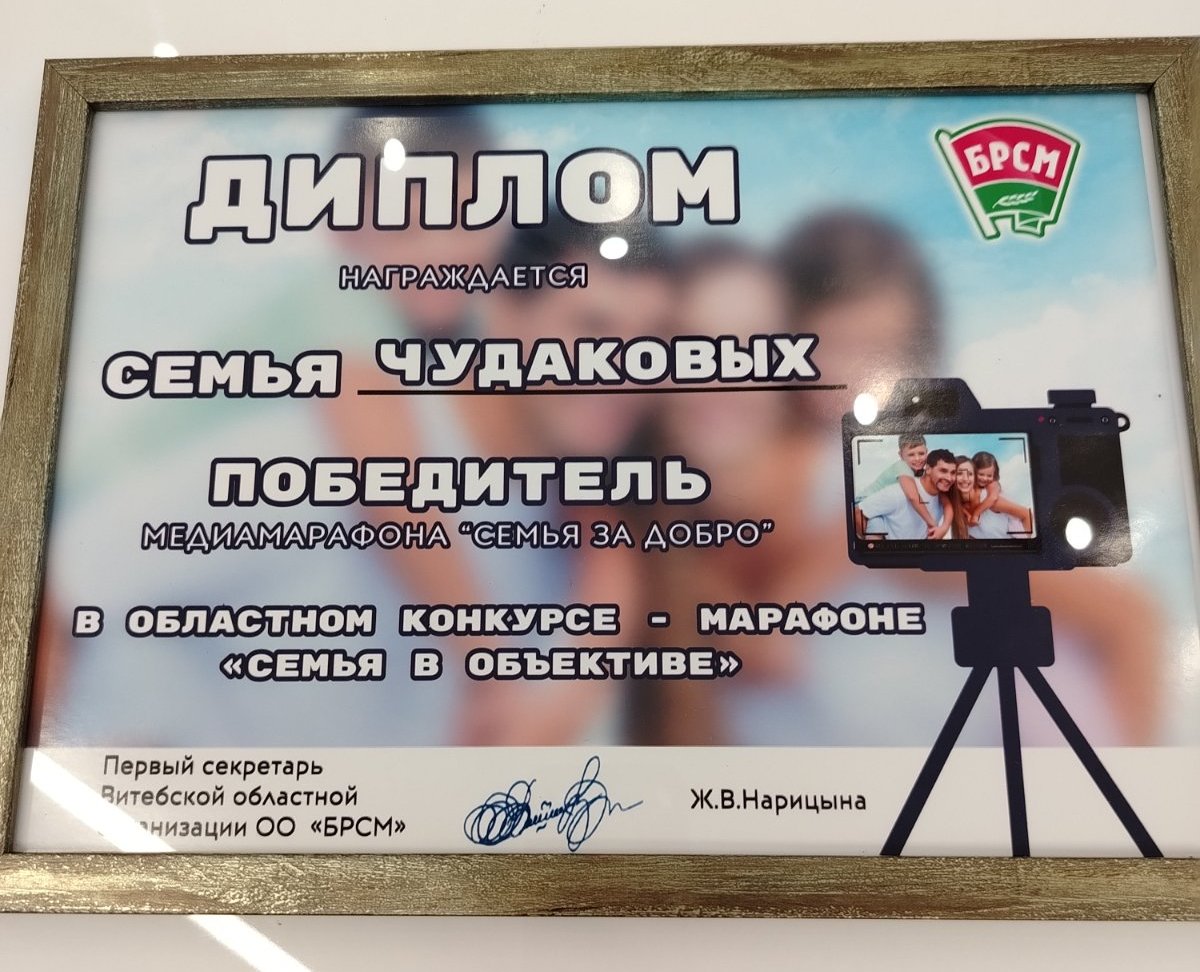 ДИПЛОМ
БРСМ
НАГРАЖДАЕТСЯ
СЕМЬЯ ЧУДАКОВЫХ
ПОБЕДИТЕЛЬ
МЕДИАМАРАФОНА “СЕМЬЯ ЗА ДОБРО”
В ОБЛАСТНОМ КОНКУРСЕ - МАРАФОНЕ
«СЕМЬЯ В ОБЪЕКТИВЕ»
Первый секретарь
Витебской областной
организации ОО «БРСМ»
Ж.В.Нарицына